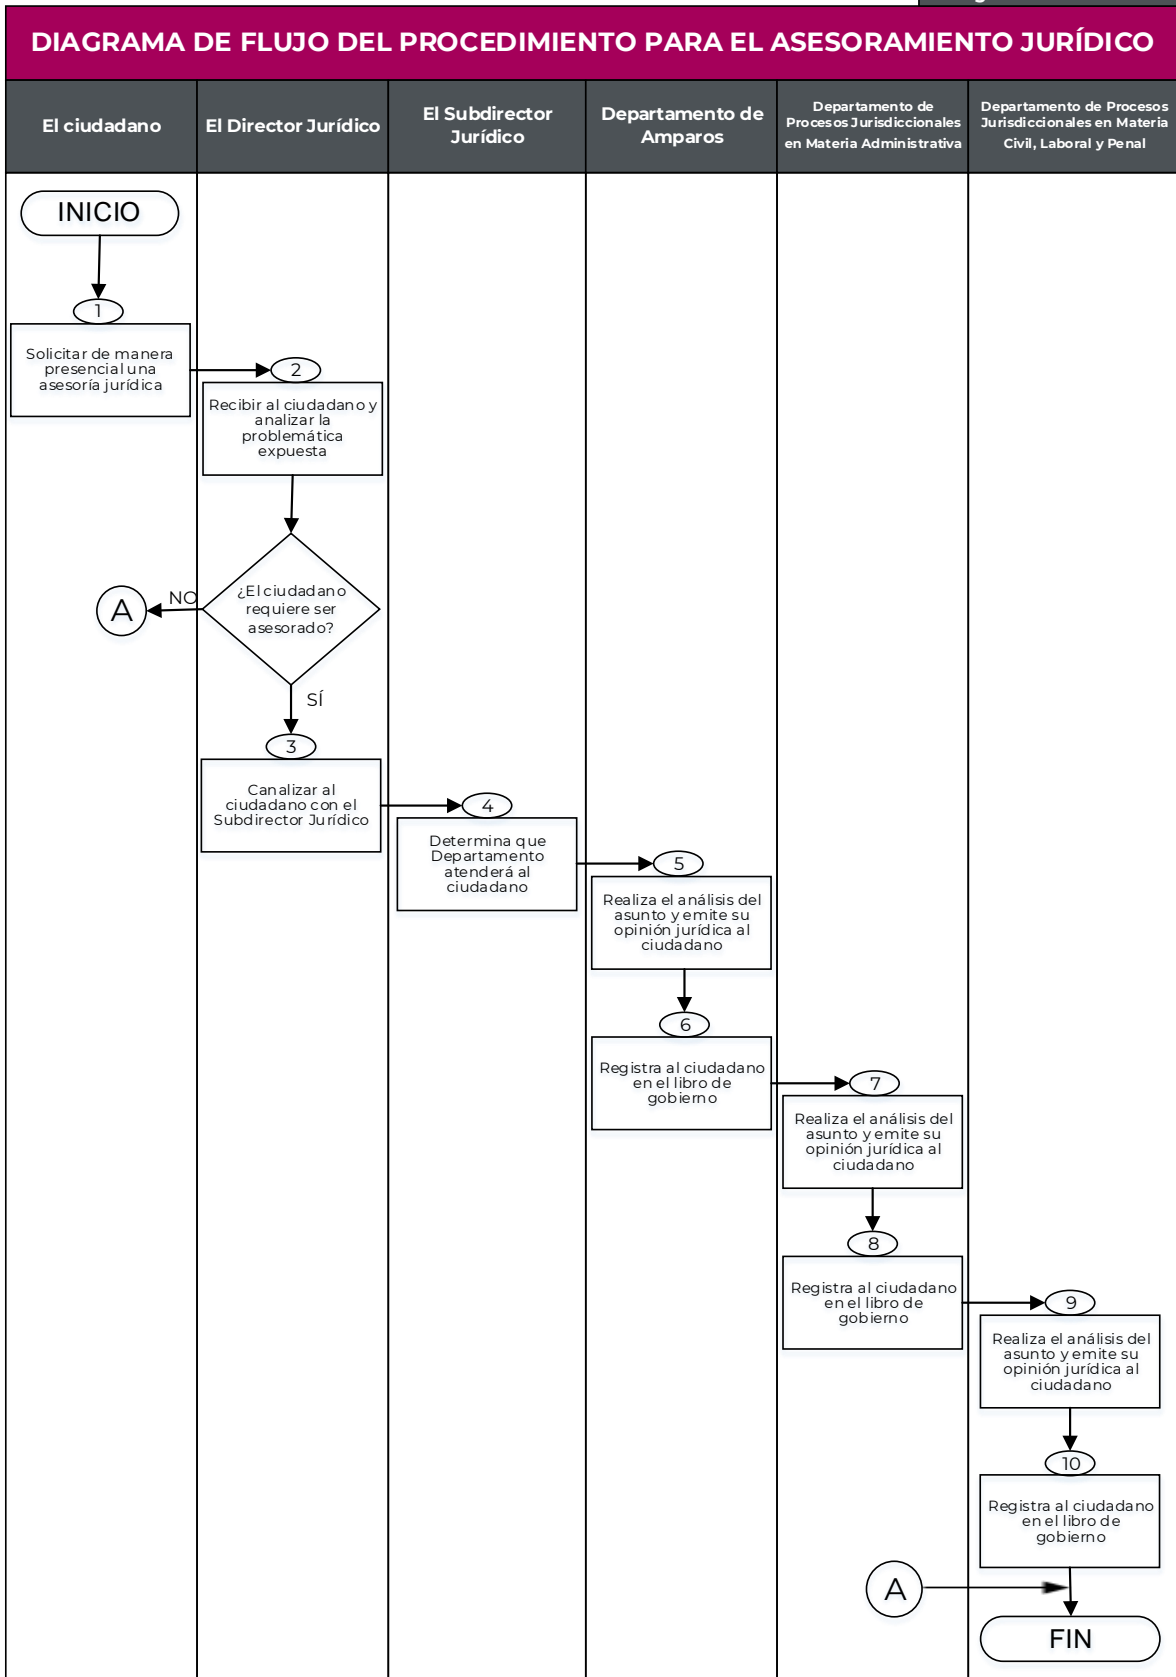 DIAGRAMA DE FLUJO DEL PROCEDIMIENTO PARA EL ASESORAMIENTO JURÍDICO
El ciudadano
El Director Jurídico
El Subdirector
Jurídico
Departamento de
Amparos
Departamento de
Procesos Jurisdiccionales
en Materia Administrativa
Departamento de Procesos
Jurisdiccionales en Materia
Civil, Laboral y Penal
INICIO
1
Solicitar de manera
presencial una
asesoría jurídica
2
Recibir al ciudadano y
analizar la
problemática
expuesta
¿El ciudadano
requiere ser
asesorado?
NO
A
SÍ
3
Canalizar al
ciudadano con el
Subdirector Jurídico
4
Determina que
Departamento
atenderá al
ciudadano
5
Realiza el análisis del
asunto y emite su
opinión jurídica al
ciudadano
6
Registra al ciudadano
en el libro de
gobierno
7
Realiza el análisis del
asunto y emite su
opinión jurídica al
ciudadano
8
Registra al ciudadano
en el libro de
gobierno
9
Realiza el análisis del
asunto y emite su
opinión jurídica al
ciudadano
10
Registra al ciudadano
en el libro de
gobierno
A
FIN